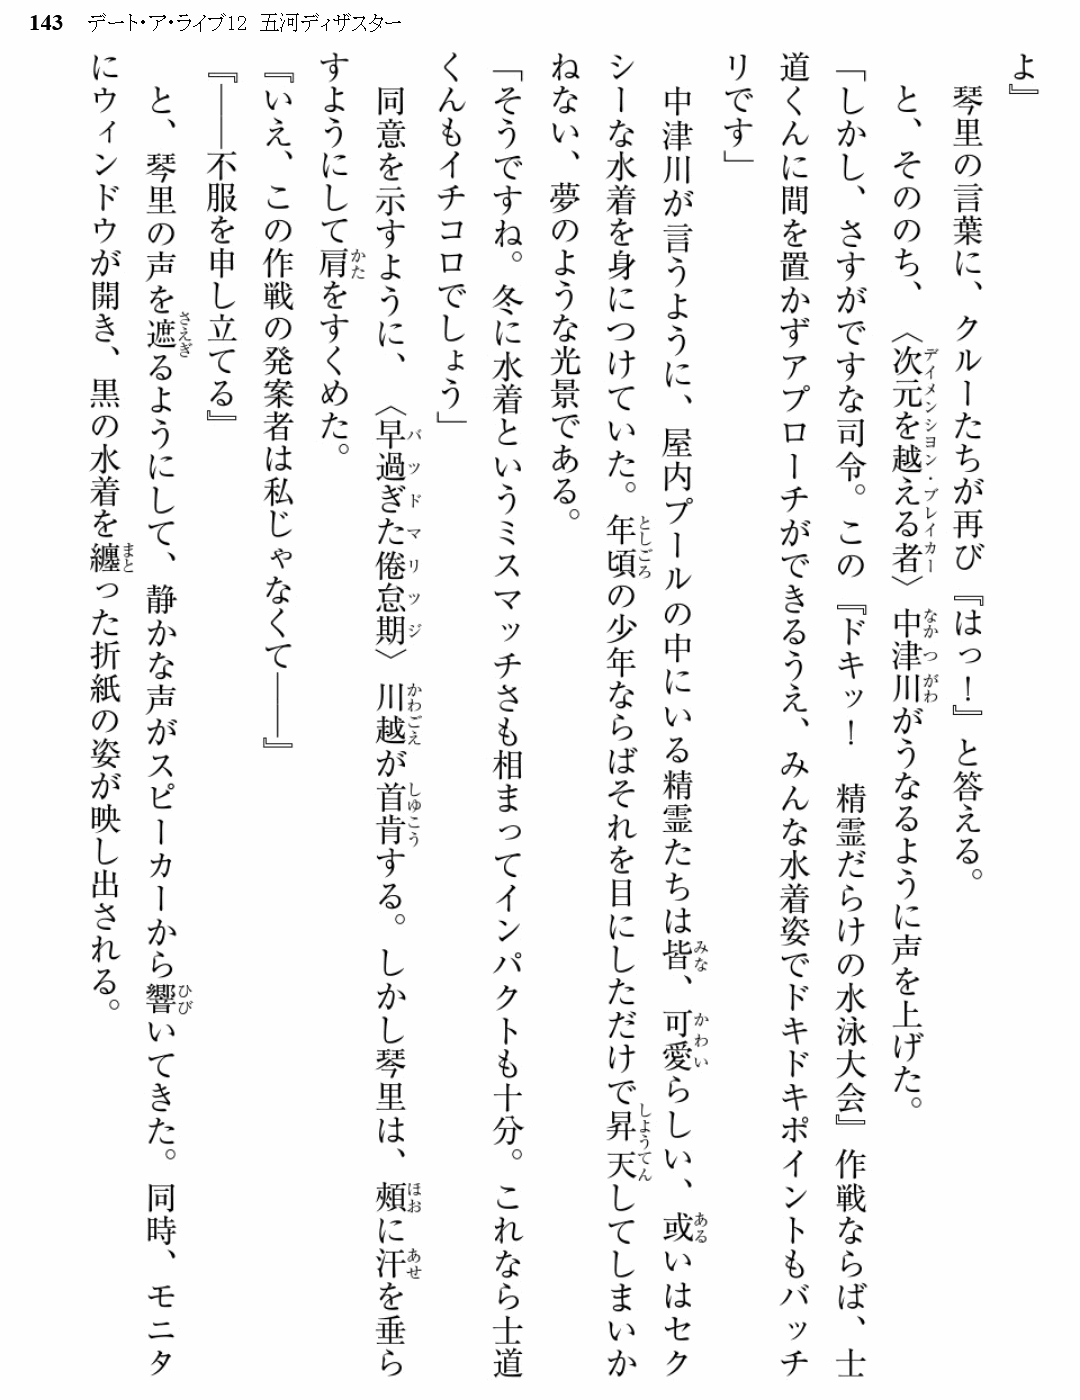 143 デート・ア・ライブ12 五河ディザスター
よ』
　琴里の言葉に、クルーたちが再び『はっ！』と答える。
　と、そののち、〈次元を越える者〉中津川がうなるように声を上げた。
「しかし、さすがですな司令。この『ドキッ！　精霊だらけの水泳大会』作戦ならば、士
道くんに間を置かずアプローチができるうえ、みんな水着姿でドキドキポイントもバッチ
リです」
　中津川が言うように、屋内プールの中にいる精霊たちは皆、可愛らしい、或いはセク
シーな水着を身につけていた。年頃の少年ならばそれを目にしただけで昇天してしまいか
ねない、夢のような光景である。
「そうですね。冬に水着というミスマッチさも相まってインパクトも十分。これなら士道
くんもイチコロでしょう」
　同意を示すように、〈早過ぎた倦怠期〉川越が首肯する。しかし琴里は、頰に汗を垂ら
すようにして肩をすくめた。
『いえ、この作戦の発案者は私じゃなくて――』
『――不服を申し立てる』
　と、琴里の声を遮るようにして、静かな声がスピーカーから響いてきた。同時、モニタ
にウィンドウが開き、黒の水着を纏った折紙の姿が映し出される。